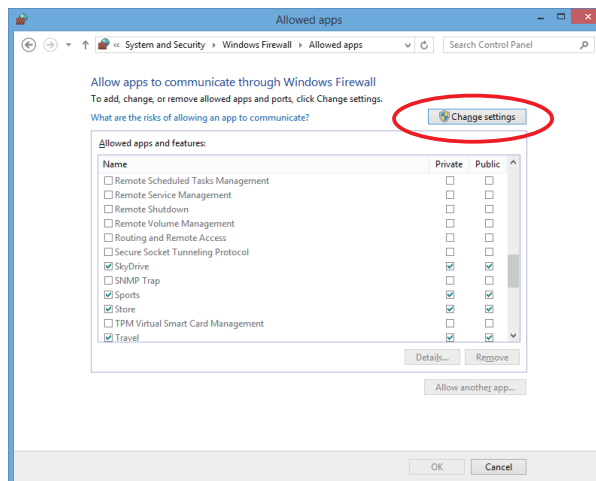 Allowed apps
« System and Security ▸ Windows Firewall ▸ Allowed apps
Search Control Panel
Allow apps to communicate through Windows Firewall
To add, change, or remove allowed apps and ports, click Change settings.
What are the risks of allowing an app to communicate?
Change settings
Allowed apps and features:
Name Private Public
Remote Scheduled Tasks Management
Remote Service Management
Remote Shutdown
Remote Volume Management
Routing and Remote Access
Secure Socket Tunneling Protocol
SkyDrive
SNMP Trap
Sports
Store
TPM Virtual Smart Card Management
Travel
Details... Remove
Allow another app...
OK Cancel